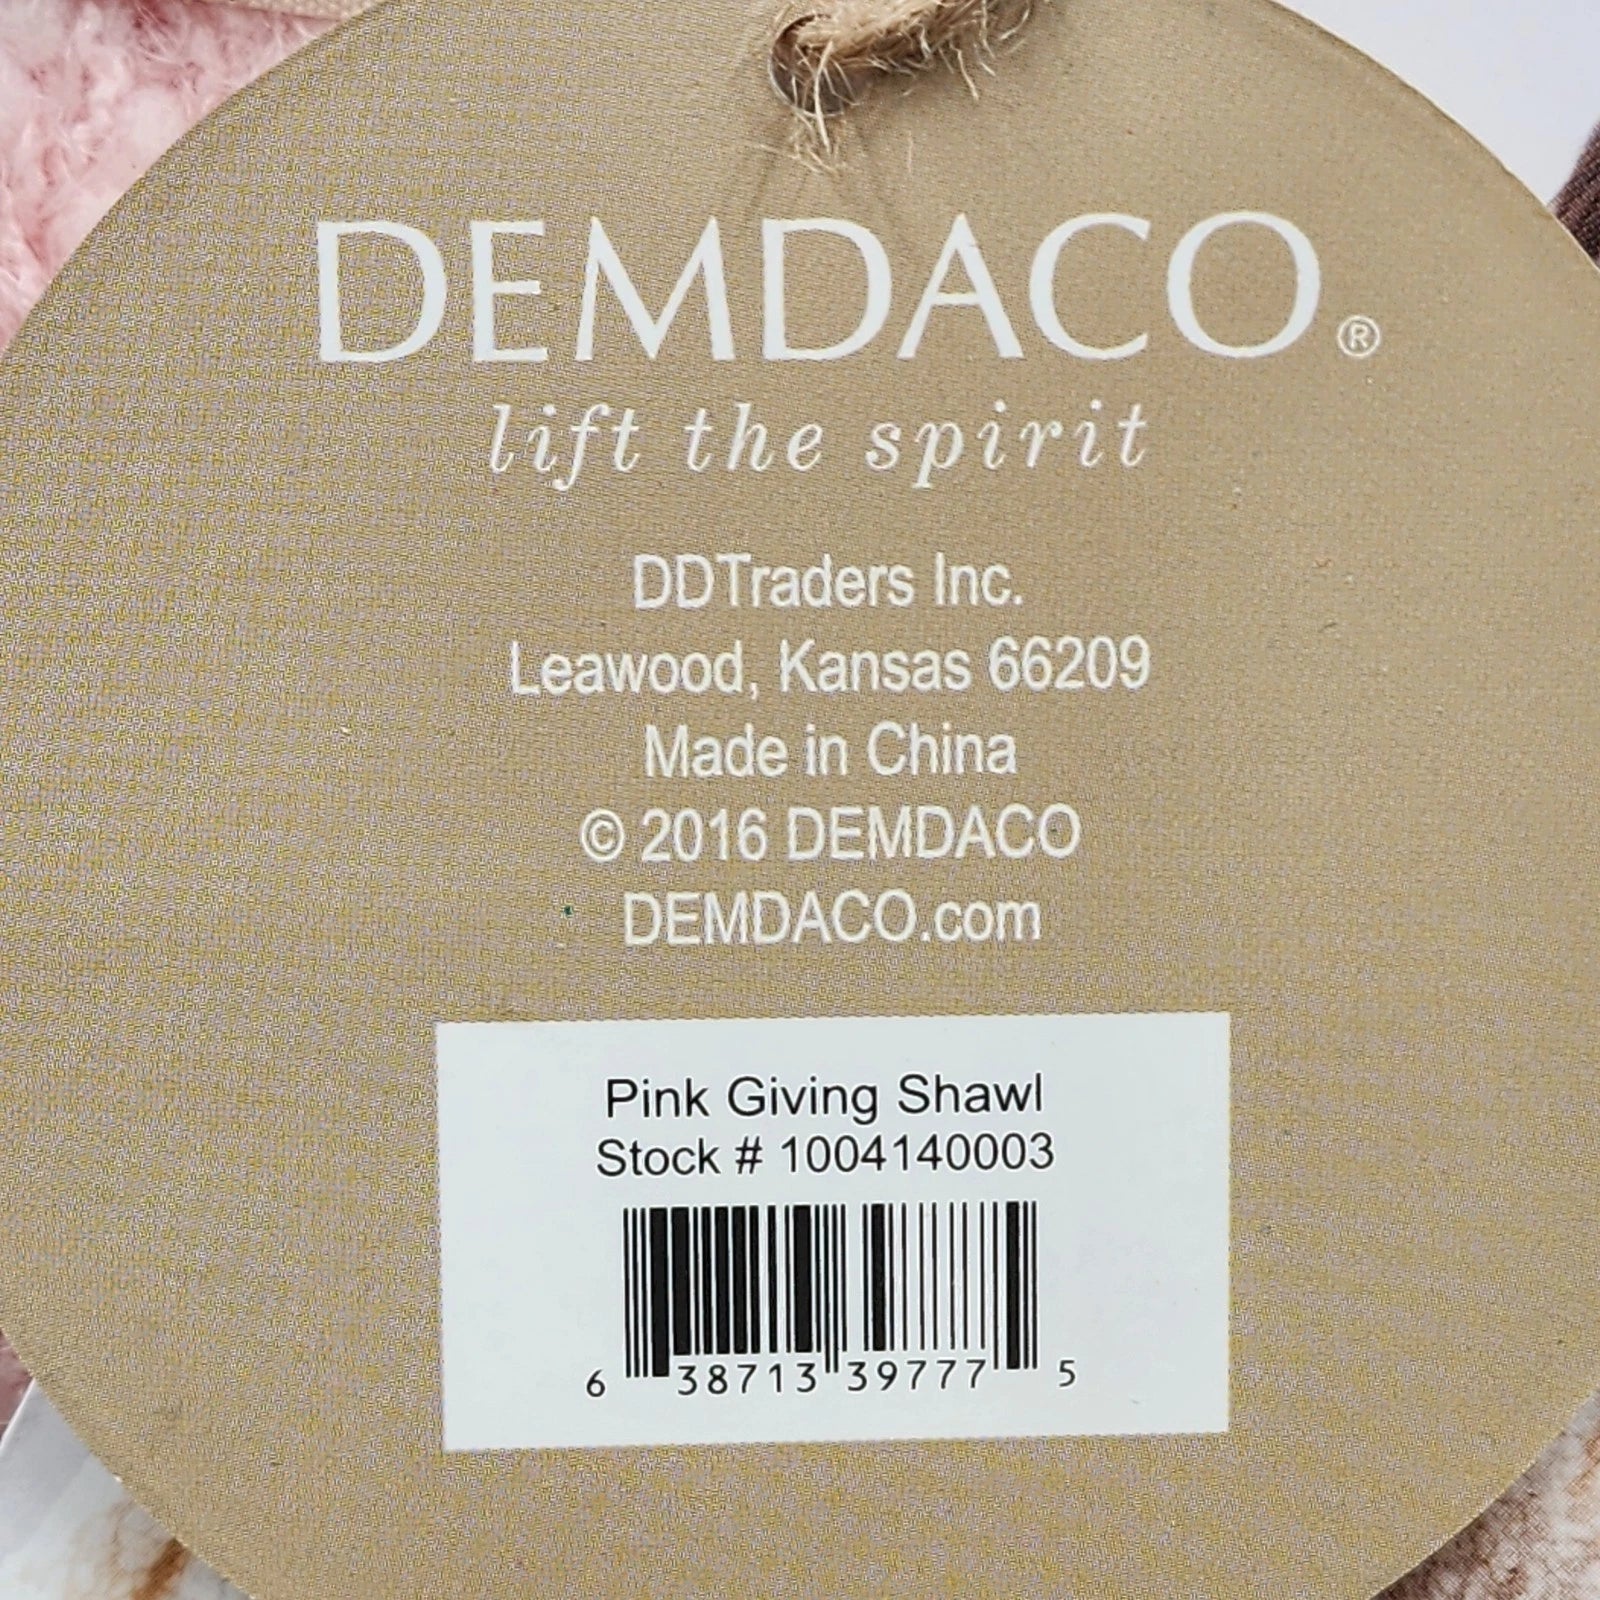 DEMDACO®
lift the spirit
DDTraders Inc.
Leawood, Kansas 66209
Made in China
© 2016 DEMDACO
DEMDACO.com
Pink Giving Shawl
Stock # 1004140003
6 38713 39777 5